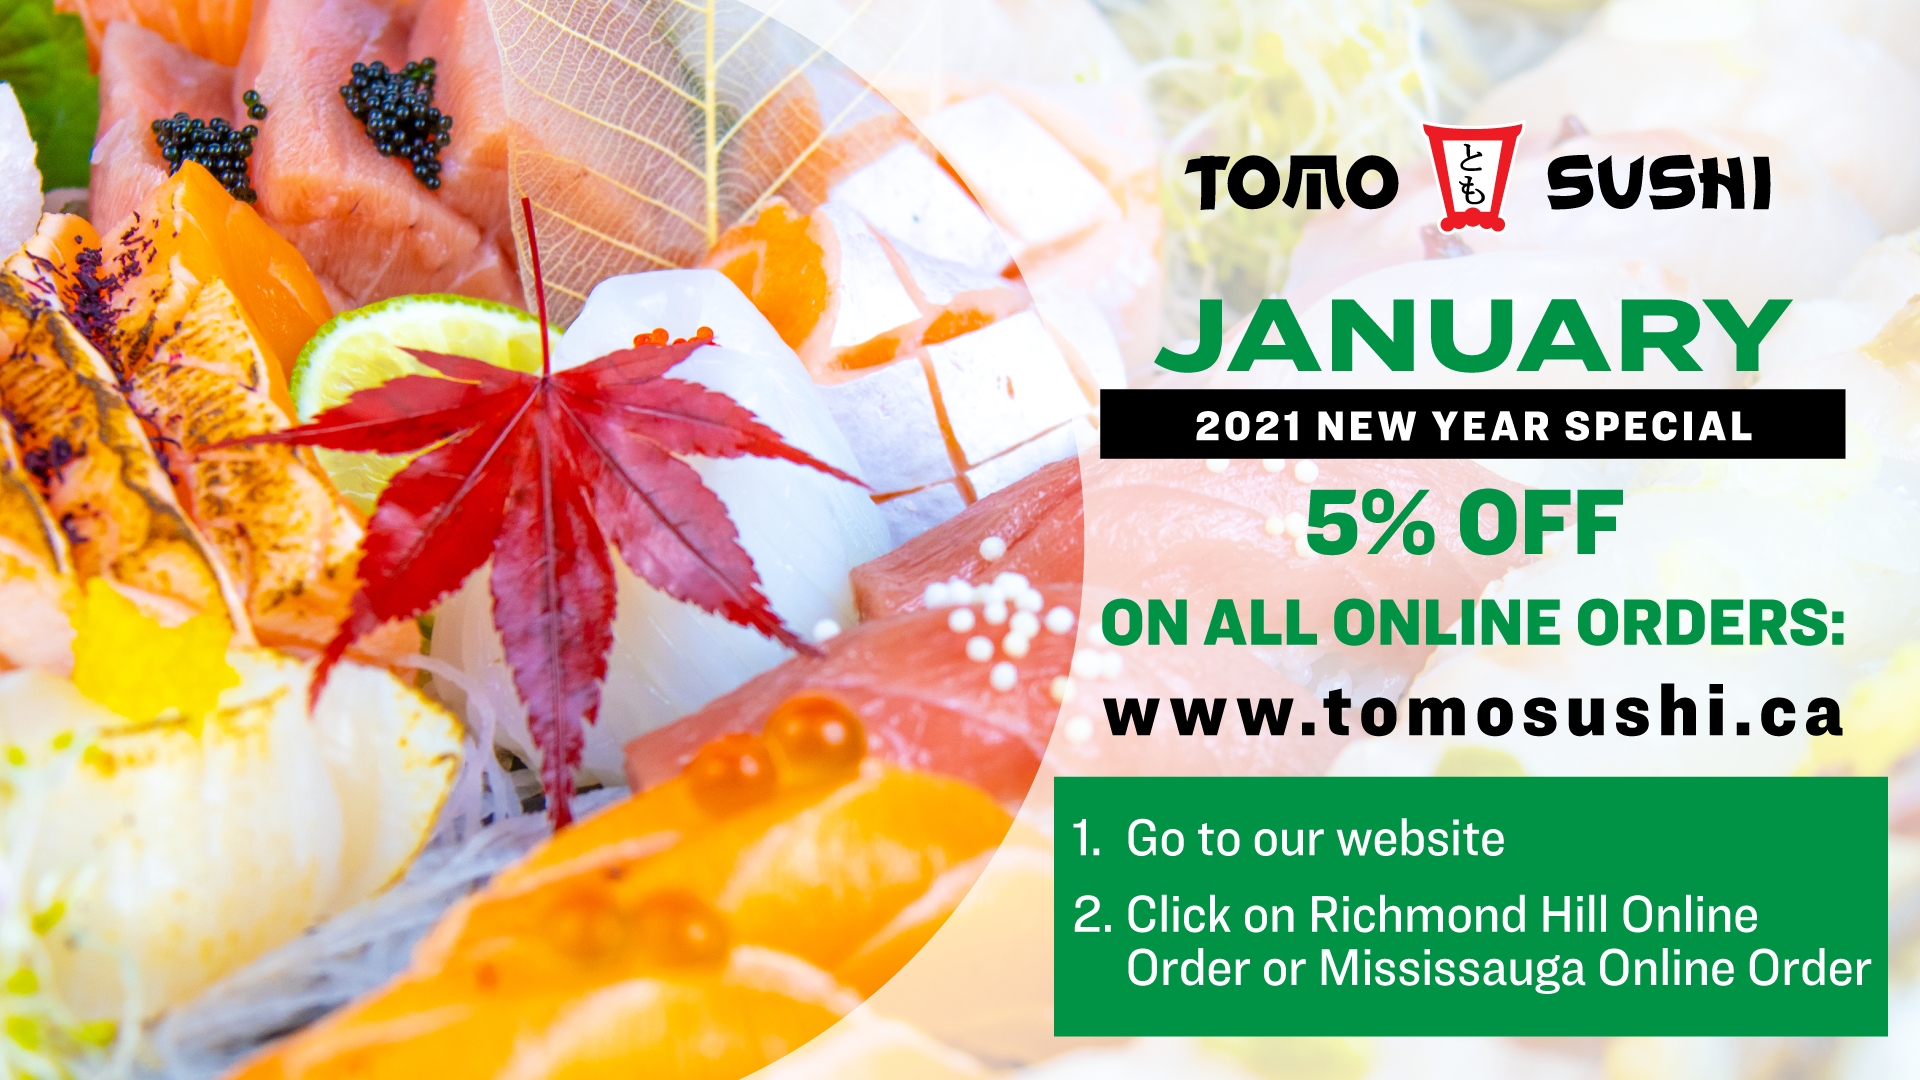 TOMO とも SUSHI
JANUARY
2021 NEW YEAR SPECIAL
5% OFF
ON ALL ONLINE ORDERS:
www.tomosushi.ca
1. Go to our website
2. Click on Richmond Hill Online
Order or Mississauga Online Order